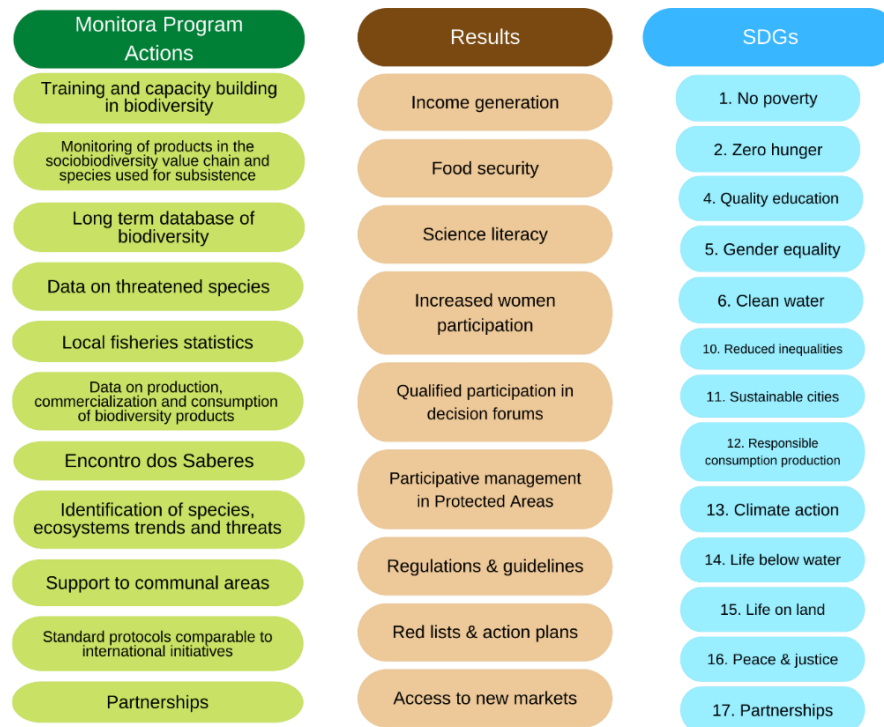 Monitora Program
Actions
Training and capacity building
in biodiversity
Monitoring of products in the
sociobiodiversity value chain and
species used for subsistence
Long term database of
biodiversity
Data on threatened species
Local fisheries statistics
Data on production,
commercialization and consumption
of biodiversity products
Encontro dos Saberes
Identification of species,
ecosystems trends and threats
Support to communal areas
Standard protocols comparable to
international initiatives
Partnerships
Results
Income generation
Food security
Science literacy
Increased women
participation
Qualified participation in
decision forums
Participative management
in Protected Areas
Regulations & guidelines
Red lists & action plans
Access to new markets
SDGs
1. No poverty
2. Zero hunger
4. Quality education
5. Gender equality
6. Clean water
10. Reduced inequalities
11. Sustainable cities
12. Responsible
consumption production
13. Climate action
14. Life below water
15. Life on land
16. Peace & justice
17. Partnerships